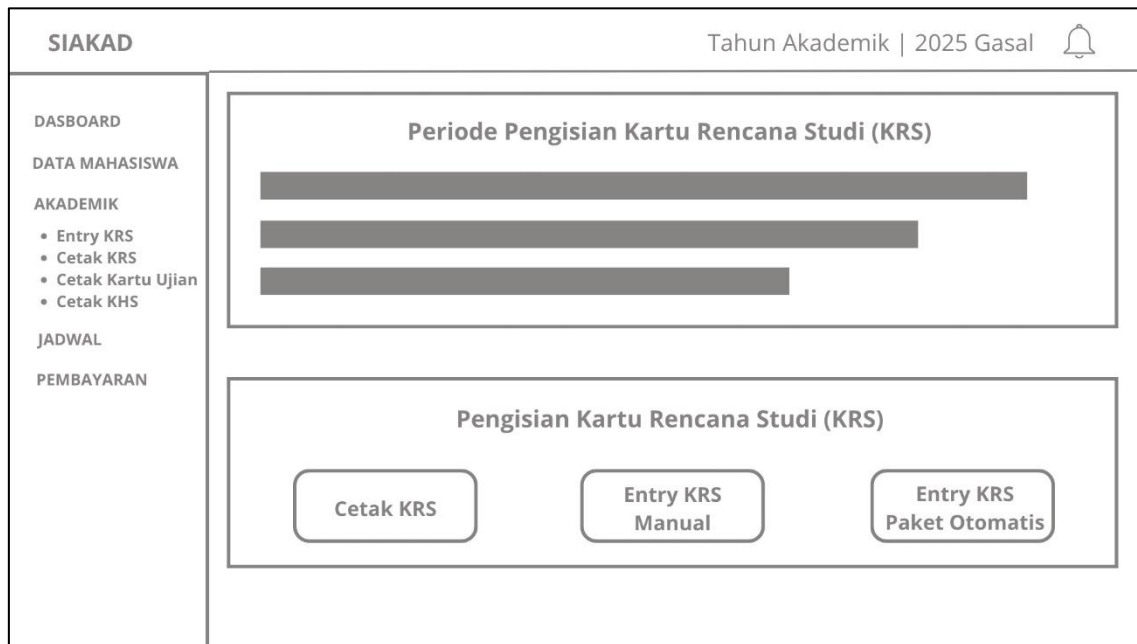 SIAKAD
Tahun Akademik | 2025 Gasal
DASBOARD
DATA MAHASISWA
AKADEMIK
• Entry KRS
• Cetak KRS
• Cetak Kartu Ujian
• Cetak KHS
JADWAL
PEMBAYARAN
Periode Pengisian Kartu Rencana Studi (KRS)
Pengisian Kartu Rencana Studi (KRS)
Cetak KRS
Entry KRS
Manual
Entry KRS
Paket Otomatis